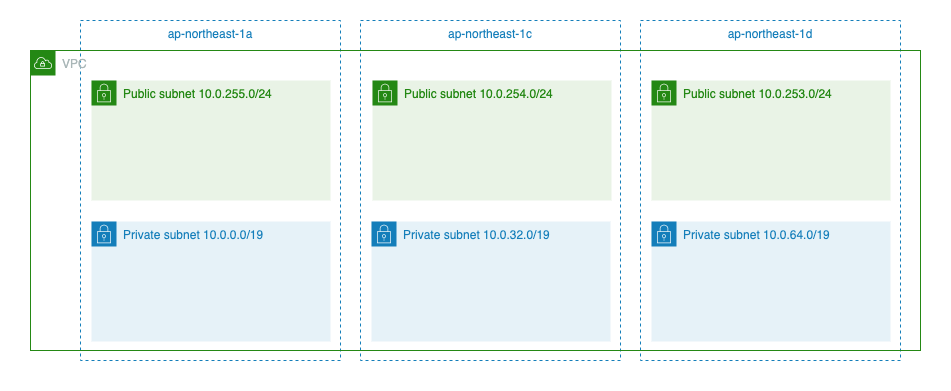 ap-northeast-1a
ap-northeast-1c
ap-northeast-1d
VPC
Public subnet 10.0.255.0/24
Public subnet 10.0.254.0/24
Public subnet 10.0.253.0/24
Private subnet 10.0.0.0/19
Private subnet 10.0.32.0/19
Private subnet 10.0.64.0/19